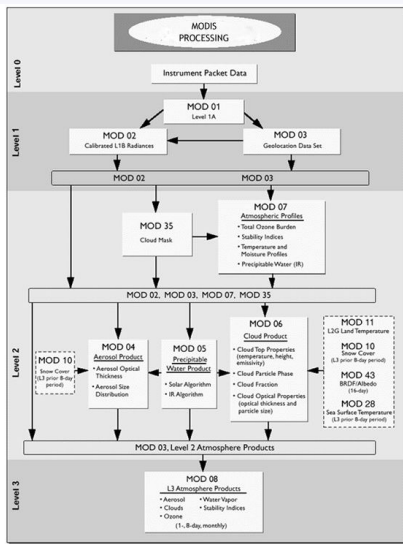 MODIS
PROCESSING
Level 0
Instrument Packet Data
Level 1
MOD 01
Level 1A
MOD 02
Calibrated L1B Radiances
MOD 03
Geolocation Data Set
MOD 02
MOD 03
MOD 35
Cloud Mask
MOD 07
Atmospheric Profiles
• Total Ozone Burden
• Stability Indices
• Temperature and
Moisture Profiles
• Precipitable Water (IR)
MOD 02, MOD 03, MOD 07, MOD 35
Level 2
MOD 10
Snow Cover
(L3 prior 8-day
period)
MOD 04
Aerosol Product
• Aerosol Optical
Thickness
• Aerosol Size
Distribution
MOD 05
Precipitable
Water Product
• Solar Algorithm
• IR Algorithm
MOD 06
Cloud Product
• Cloud Top Properties
(temperature, height,
emissivity)
• Cloud Particle Phase
• Cloud Fraction
• Cloud Optical Properties
(optical thickness and
particle size)
MOD 11
L2G Land Temperature
MOD 10
Snow Cover
(L3 prior 8-day period)
MOD 43
BRDF/Albedo
(16-day)
MOD 28
Sea Surface Temperature
(L3 prior 8-day period)
MOD 03, Level 2 Atmosphere Products
Level 3
MOD 08
L3 Atmosphere Products
• Aerosol • Water Vapor
• Clouds • Stability Indices
• Ozone
(1-, 8-day, monthly)